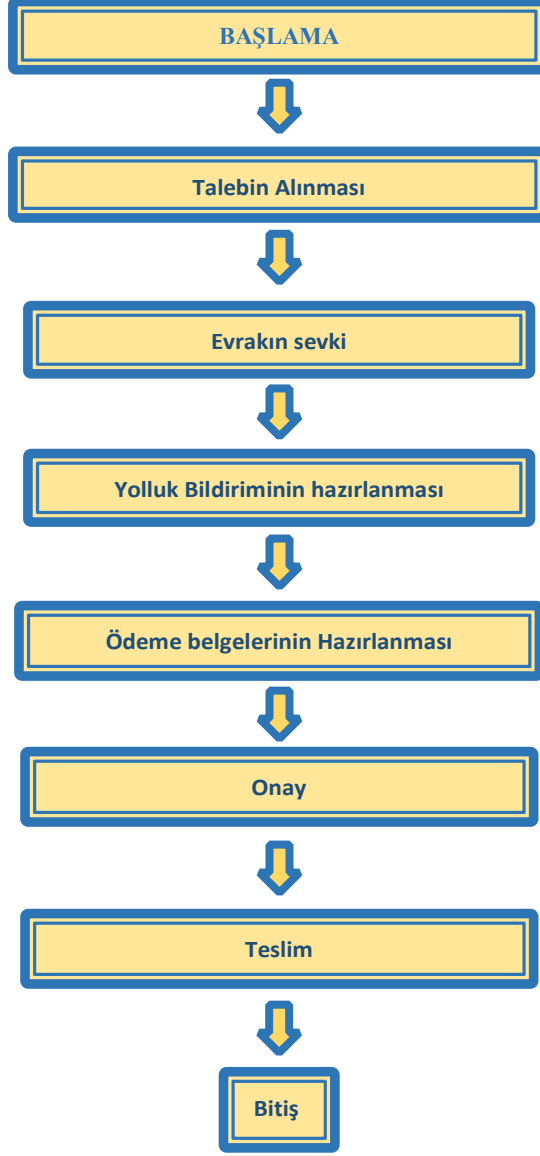 BAŞLAMA
Talebin Alınması
Evrakın sevki
Yolluk Bildiriminin hazırlanması
Ödeme belgelerinin Hazırlanması
Onay
Teslim
Bitiş